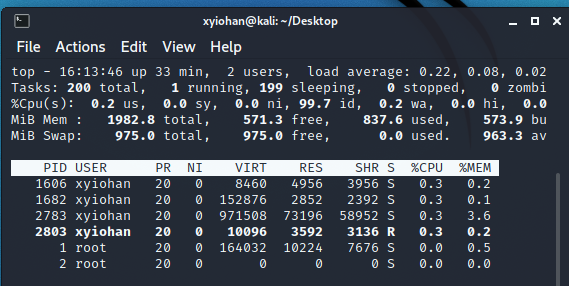 xyiohan@kali: ~/Desktop
File Actions Edit View Help
top - 16:13:46 up 33 min, 2 users, load average: 0.22, 0.08, 0.02
Tasks: 200 total, 1 running, 199 sleeping, 0 stopped, 0 zombi
%Cpu(s): 0.2 us, 0.0 sy, 0.0 ni, 99.7 id, 0.2 wa, 0.0 hi, 0.0
MiB Mem : 1982.8 total, 571.3 free, 837.6 used, 573.9 bu
MiB Swap: 975.0 total, 975.0 free, 0.0 used. 963.3 av
PID USER PR NI VIRT RES SHR S %CPU %MEM
1606 xyiohan 20 0 8460 4956 3956 S 0.3 0.2
1682 xyiohan 20 0 152876 2852 2392 S 0.3 0.1
2783 xyiohan 20 0 971508 73196 58952 S 0.3 3.6
2803 xyiohan 20 0 10096 3592 3136 R 0.3 0.2
1 root 20 0 164032 10224 7676 S 0.0 0.5
2 root 20 0 0 0 0 S 0.0 0.0